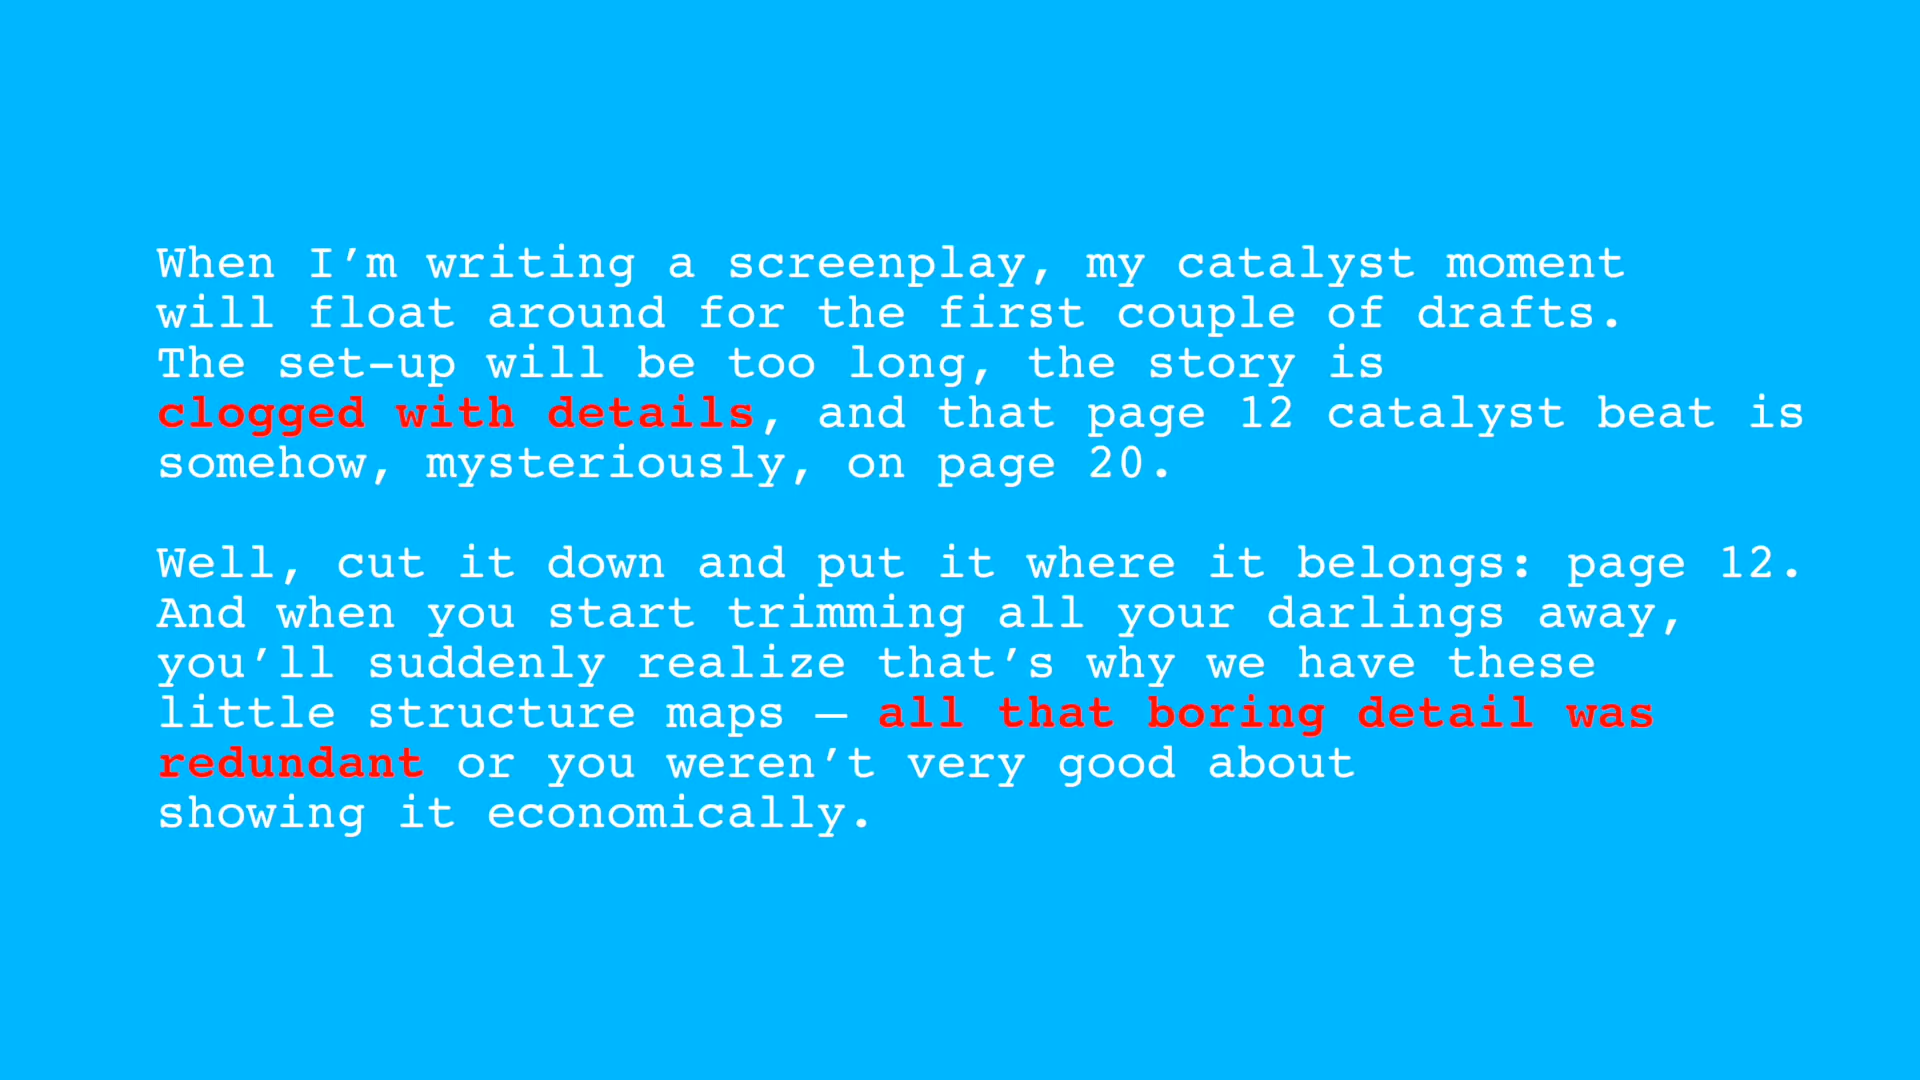 When I’m writing a screenplay, my catalyst moment
will float around for the first couple of drafts.
The set-up will be too long, the story is
clogged with details, and that page 12 catalyst beat is
somehow, mysteriously, on page 20.
Well, cut it down and put it where it belongs: page 12.
And when you start trimming all your darlings away,
you’ll suddenly realize that’s why we have these
little structure maps — all that boring detail was
redundant or you weren’t very good about
showing it economically.